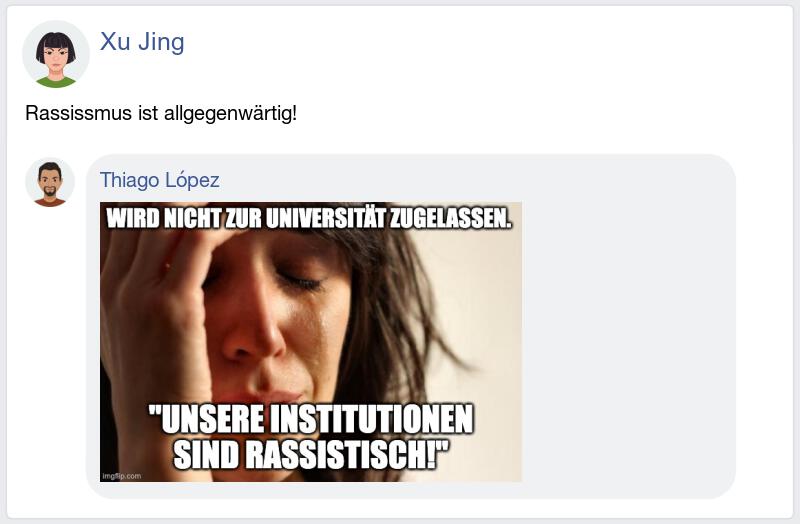 Xu Jing
Rassissmus ist allgegenwärtig!
Thiago López
WIRD NICHT ZUR UNIVERSITÄT ZUGELASSEN.
"UNSERE INSTITUTIONEN
SIND RASSISTISCH!"
imgflip.com